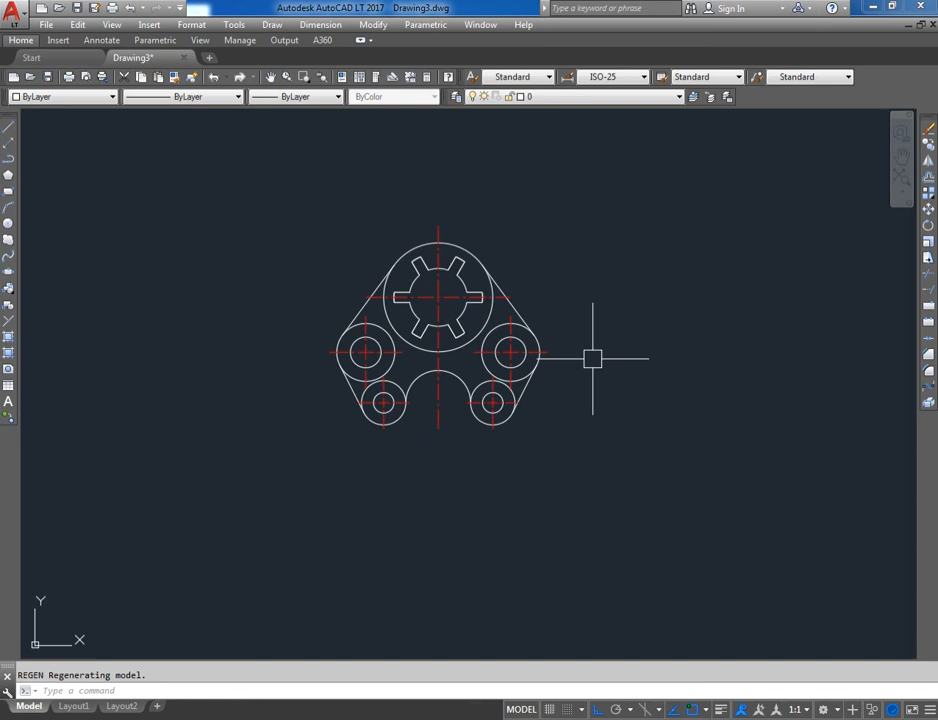 Autodesk AutoCAD LT 2017 Drawing3.dwg
Type a keyword or phrase
Sign In
LT
File Edit View Insert Format Tools Draw Dimension Modify Parametric Window Help
Home Insert Annotate Parametric View Manage Output A360
Start Drawing3*
Standard ISO-25 Standard Standard
ByLayer ByLayer ByLayer ByColor 0
A
Y
X
REGEN Regenerating model.
Type a command
Model Layout1 Layout2 +
MODEL 1:1